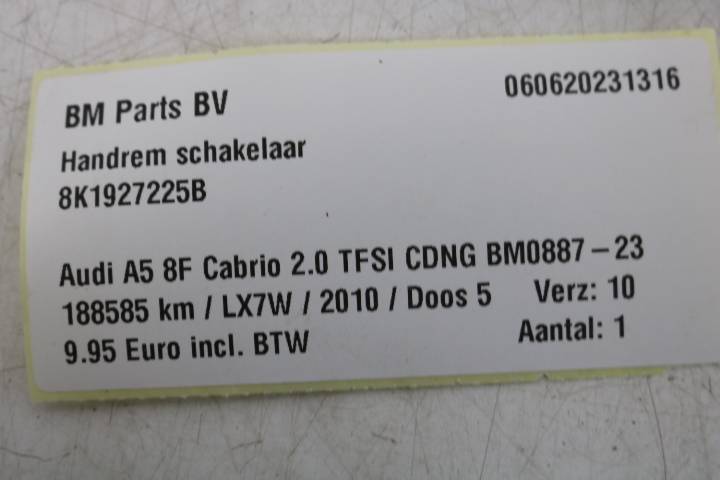 BM Parts BV 060620231316
Handrem schakelaar
8K1927225B
Audi A5 8F Cabrio 2.0 TFSI CDNG BM0887-23
188585 km / LX7W / 2010 / Doos 5 Verz: 10
9.95 Euro incl. BTW Aantal: 1